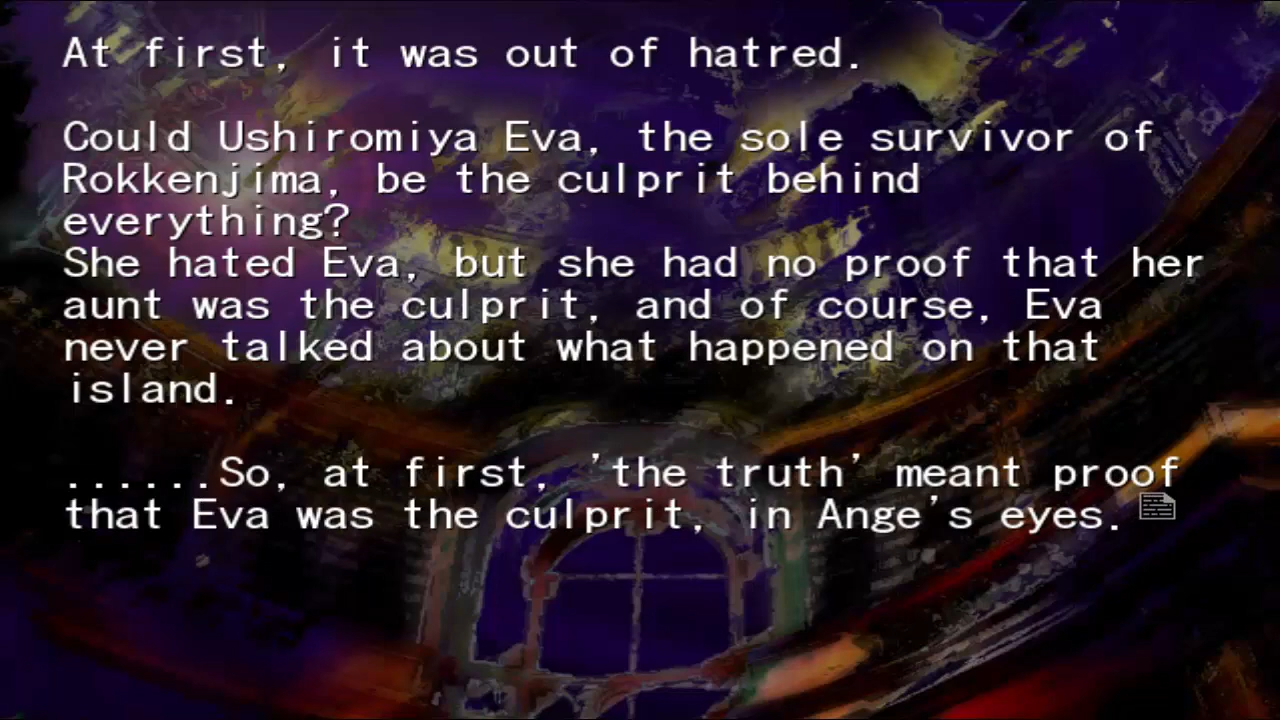 At first, it was out of hatred.
Could Ushiromiya Eva, the sole survivor of
Rokkenjima, be the culprit behind
everything?
She hated Eva, but she had no proof that her
aunt was the culprit, and of course, Eva
never talked about what happened on that
island.
......So, at first, 'the truth' meant proof
that Eva was the culprit, in Ange's eyes.